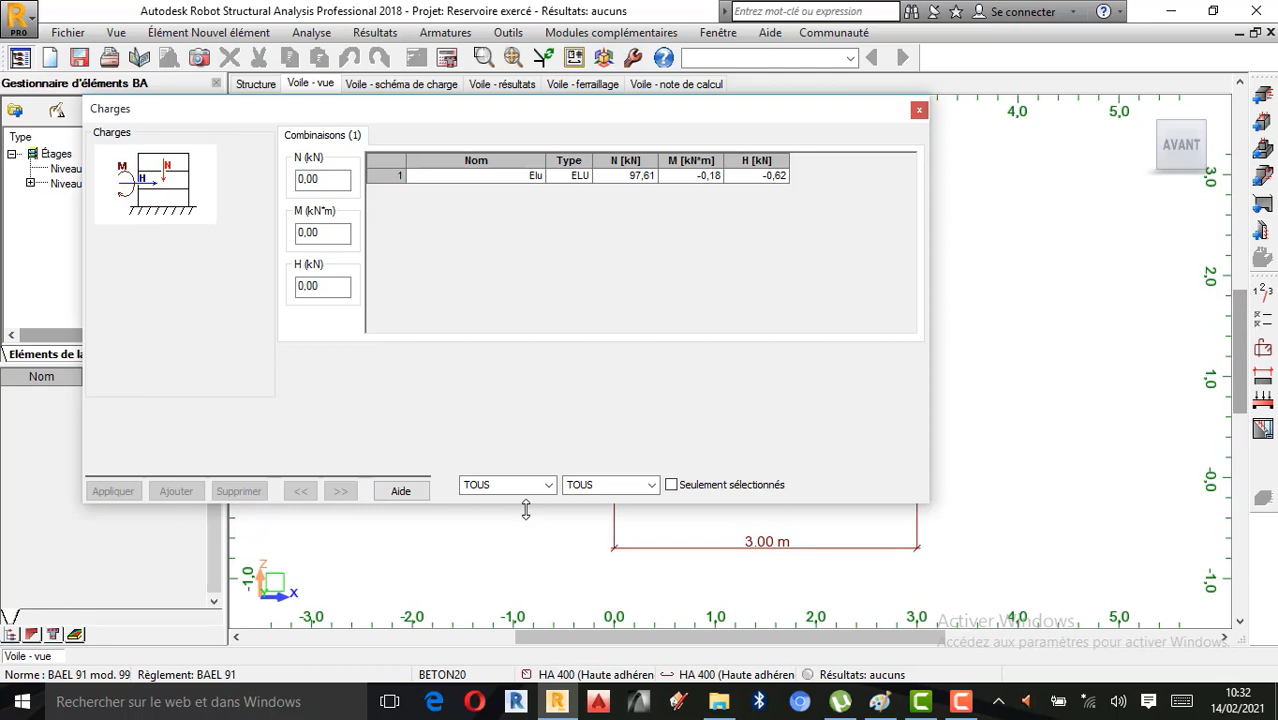 Autodesk Robot Structural Analysis Professional 2018 - Projet: Reservoire exercé - Résultats: aucuns
Entrez mot-clé ou expression
Se connecter
PRO
Fichier Vue Élément Nouvel élément Analyse Résultats Armatures Outils Modules complémentaires Fenêtre Aide Communauté
Gestionnaire d'éléments BA
Structure Voile - vue Voile - schéma de charge Voile - résultats Voile - ferraillage Voile - note de calcul
Type
Étages
Niveau
Niveau
Eléments de la
Nom
Charges
Charges
M N
H
Combinaisons (1)
N (kN)
0,00
M (kN*m)
0,00
H (kN)
0,00
Nom Type N [kN] M [kN*m] H [kN]
1 Elu ELU 97,61 -0,18 -0,62
Appliquer Ajouter Supprimer << >> Aide
TOUS TOUS Seulement sélectionnés
4,0 5,0
AVANT
3,0
2,0
1,0
-0,0
-1,0
3.00 m
-1,0
Z
X
-3,0 -2,0 -1,0 0,0 1,0 2,0 3,0 4,0 5,0
Activer Windows
Accédez aux paramètres pour activer Windows.
Voile - vue
Norme : BAEL 91 mod. 99 Règlement: BAEL 91 BETON20 HA 400 (Haute adhéren HA 400 (Haute adhéren Résultats: aucuns
Rechercher sur le web et dans Windows
10:32
14/02/2021